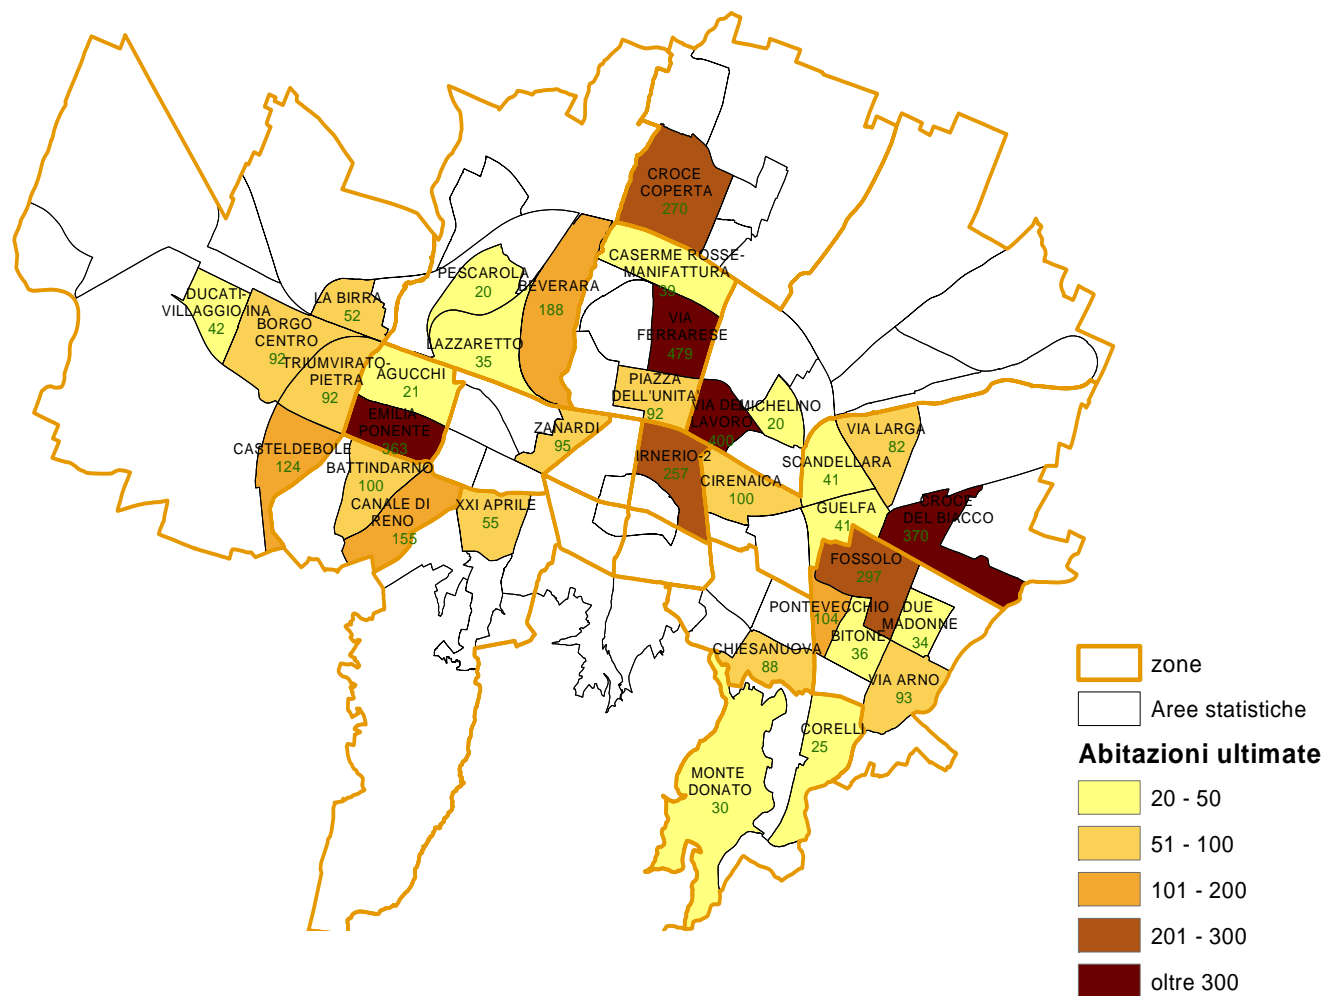 CROCE
COPERTA
270
CASERME ROSSE-
MANIFATTURA
39
PESCAROLA
20
BEVERARA
188
DUCATI-
VILLAGGIO INA
42
LA BIRRA
52
BORGO
CENTRO
92
VIA
FERRARESE
479
LAZZARETTO
35
TRIUMVIRATO-
PIETRA
92
AGUCCHI
21
PIAZZA
DELL'UNITA'
92
VIA DEL
LAVORO
400
MICHELINO
20
EMILIA
PONENTE
363
ZANARDI
95
VIA LARGA
82
CASTELDEBOLE
124
BATTINDARNO
100
IRNERIO-2
257
SCANDELLARA
41
CIRENAICA
100
CANALE DI
RENO
155
XXI APRILE
55
GUELFA
41
CROCE
DEL BIACCO
370
FOSSOLO
297
PONTEVECCHIO
104
DUE
MADONNE
34
BITONE
36
CHIESANUOVA
88
VIA ARNO
93
CORELLI
25
MONTE
DONATO
30
zone
Aree statistiche
Abitazioni ultimate
20 - 50
51 - 100
101 - 200
201 - 300
oltre 300